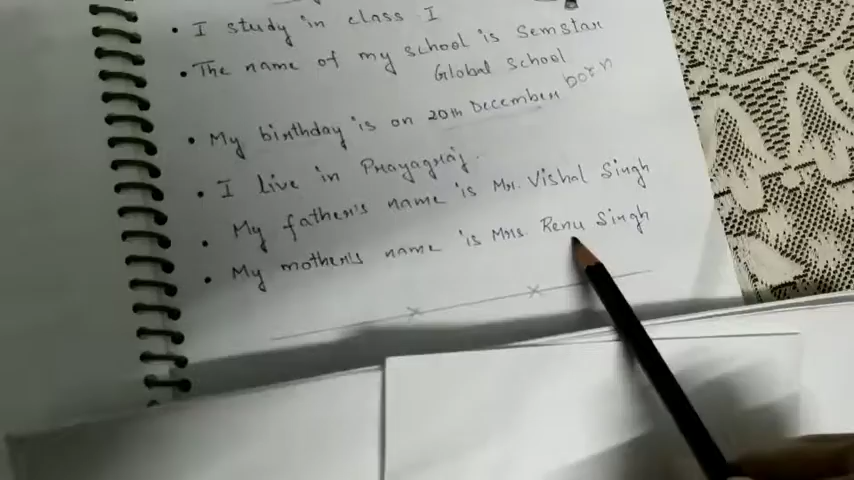 • I study in class I
• The name of my school is Semstar
Global School
• My birthday is on 20th December born
• I live in Prayagraj.
• My father's name is Mr. Vishal Singh
• My mother's name is Mrs. Renu Singh